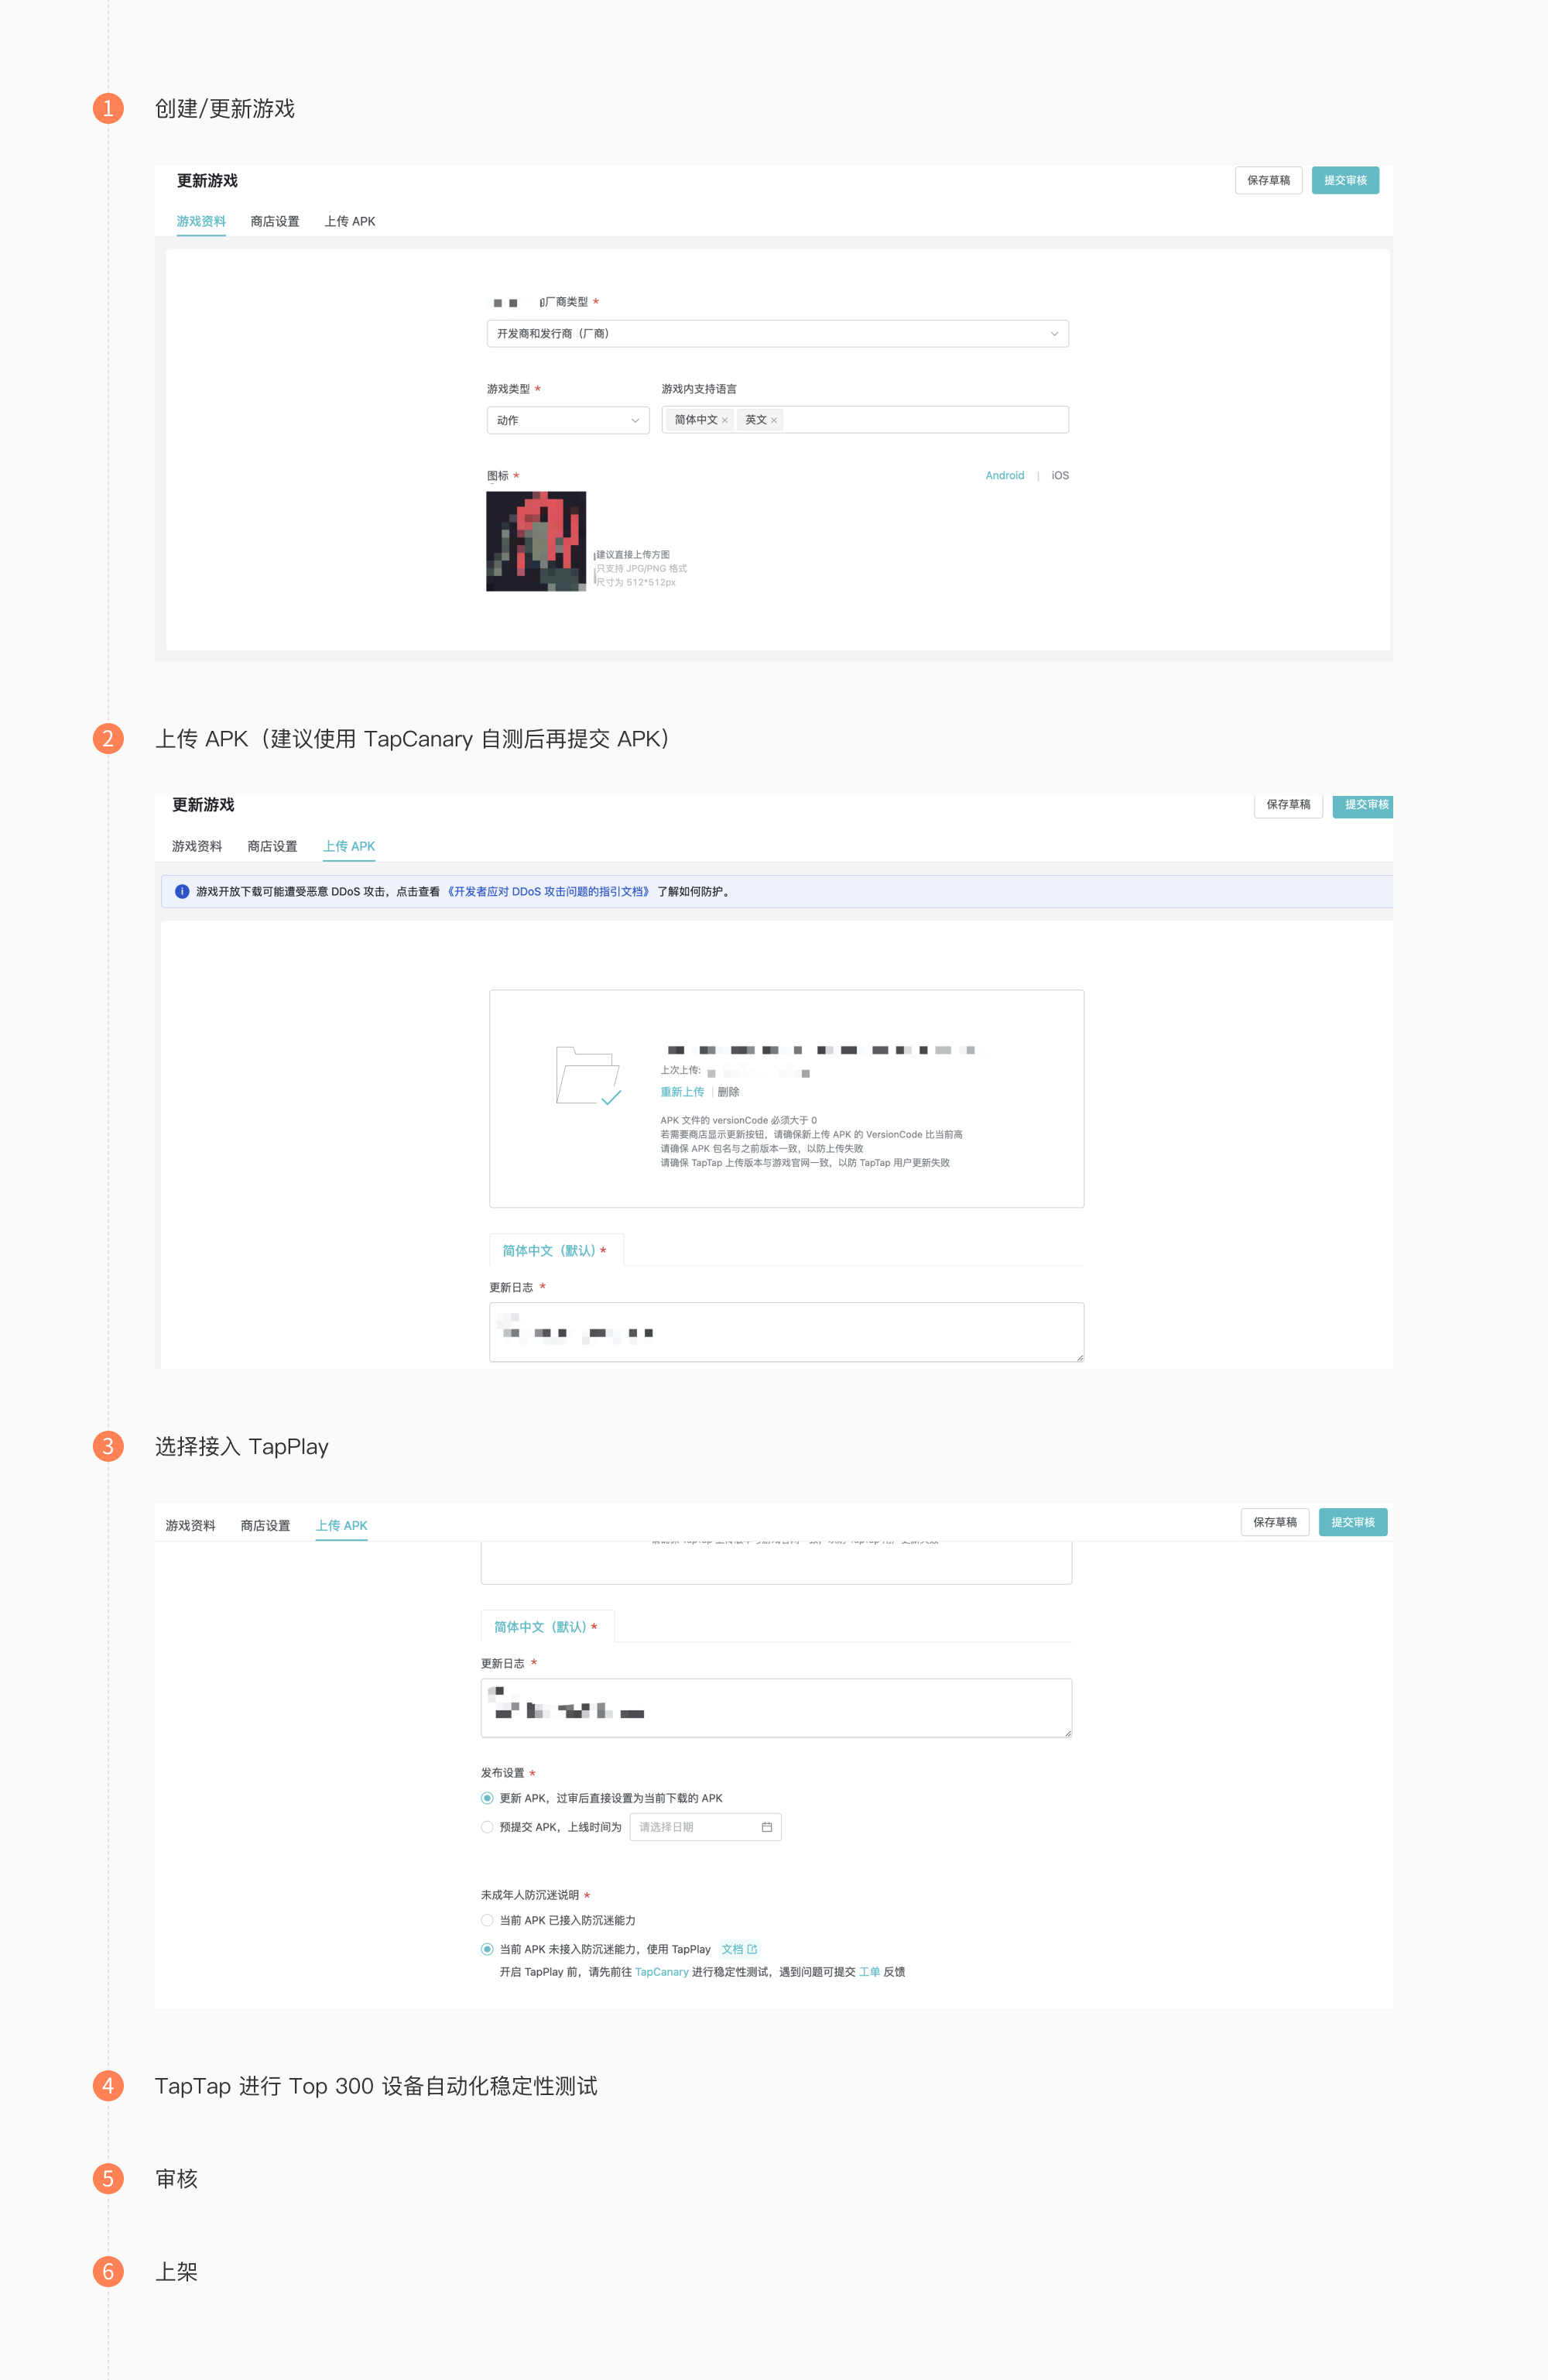 1
创建/更新游戏
更新游戏
保存草稿
提交审核
游戏资料
商店设置
上传 APK
厂商类型 *
开发商和发行商（厂商）
游戏类型 *
游戏内支持语言
动作
简体中文 ×
英文 ×
图标 *
Android | iOS
建议直接上传方图
只支持 JPG/PNG 格式
尺寸为 512*512px
2
上传 APK（建议使用 TapCanary 自测后再提交 APK）
更新游戏
保存草稿
提交审核
游戏资料
商店设置
上传 APK
游戏开放下载可能遭受恶意 DDoS 攻击，点击查看 《开发者应对 DDoS 攻击问题的指引文档》 了解如何防护。
上次上传:
重新上传 | 删除
APK 文件的 versionCode 必须大于 0
若需要商店显示更新按钮，请确保新上传 APK 的 VersionCode 比当前高
请确保 APK 包名与之前版本一致，以防上传失败
请确保 TapTap 上传版本与游戏官网一致，以防 TapTap 用户更新失败
简体中文（默认）*
更新日志 *
3
选择接入 TapPlay
游戏资料
商店设置
上传 APK
保存草稿
提交审核
简体中文（默认）*
更新日志 *
发布设置 *
更新 APK，过审后直接设置为当前下载的 APK
预提交 APK，上线时间为
请选择日期
未成年人防沉迷说明 *
当前 APK 已接入防沉迷能力
当前 APK 未接入防沉迷能力，使用 TapPlay 文档
开启 TapPlay 前，请先前往 TapCanary 进行稳定性测试，遇到问题可提交 工单 反馈
4
TapTap 进行 Top 300 设备自动化稳定性测试
5
审核
6
上架